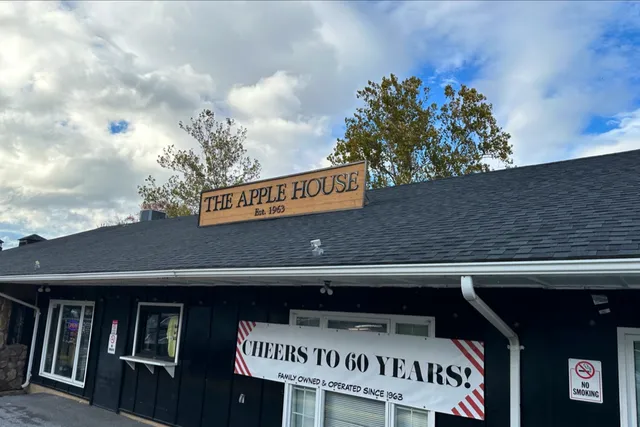 THE APPLE HOUSE
Est. 1963
CHEERS TO 60 YEARS!
FAMILY OWNED & OPERATED SINCE 1963
NO
SMOKING